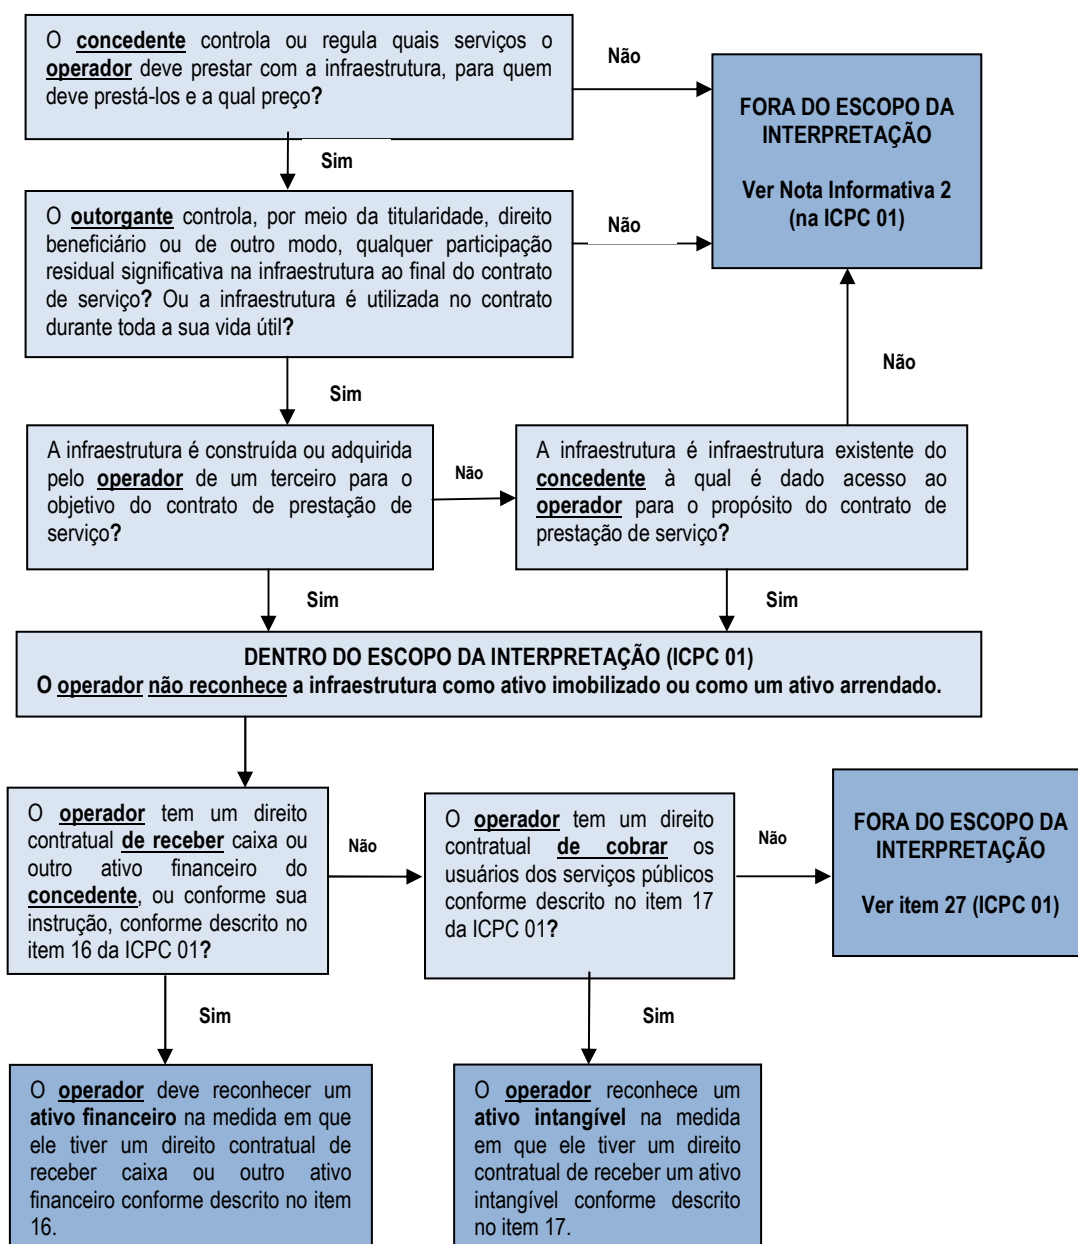 O concedente controla ou regula quais serviços o
operador deve prestar com a infraestrutura, para quem
deve prestá-los e a qual preço?
Não
FORA DO ESCOPO DA
INTERPRETAÇÃO
Ver Nota Informativa 2
(na ICPC 01)
Sim
O outorgante controla, por meio da titularidade, direito
beneficiário ou de outro modo, qualquer participação
residual significativa na infraestrutura ao final do contrato
de serviço? Ou a infraestrutura é utilizada no contrato
durante toda a sua vida útil?
Não
Não
Sim
A infraestrutura é construída ou adquirida
pelo operador de um terceiro para o
objetivo do contrato de prestação de
serviço?
Não
A infraestrutura é infraestrutura existente do
concedente à qual é dado acesso ao
operador para o propósito do contrato de
prestação de serviço?
Sim
Sim
DENTRO DO ESCOPO DA INTERPRETAÇÃO (ICPC 01)
O operador não reconhece a infraestrutura como ativo imobilizado ou como um ativo arrendado.
O operador tem um direito
contratual de receber caixa ou
outro ativo financeiro do
concedente, ou conforme sua
instrução, conforme descrito no
item 16 da ICPC 01?
Não
O operador tem um direito
contratual de cobrar os
usuários dos serviços públicos
conforme descrito no item 17
da ICPC 01?
Não
FORA DO ESCOPO DA
INTERPRETAÇÃO
Ver item 27 (ICPC 01)
Sim
Sim
O operador deve reconhecer um
ativo financeiro na medida em que
ele tiver um direito contratual de
receber caixa ou outro ativo
financeiro conforme descrito no item
16.
O operador reconhece um
ativo intangível na medida
em que ele tiver um direito
contratual de receber um ativo
intangível conforme descrito
no item 17.